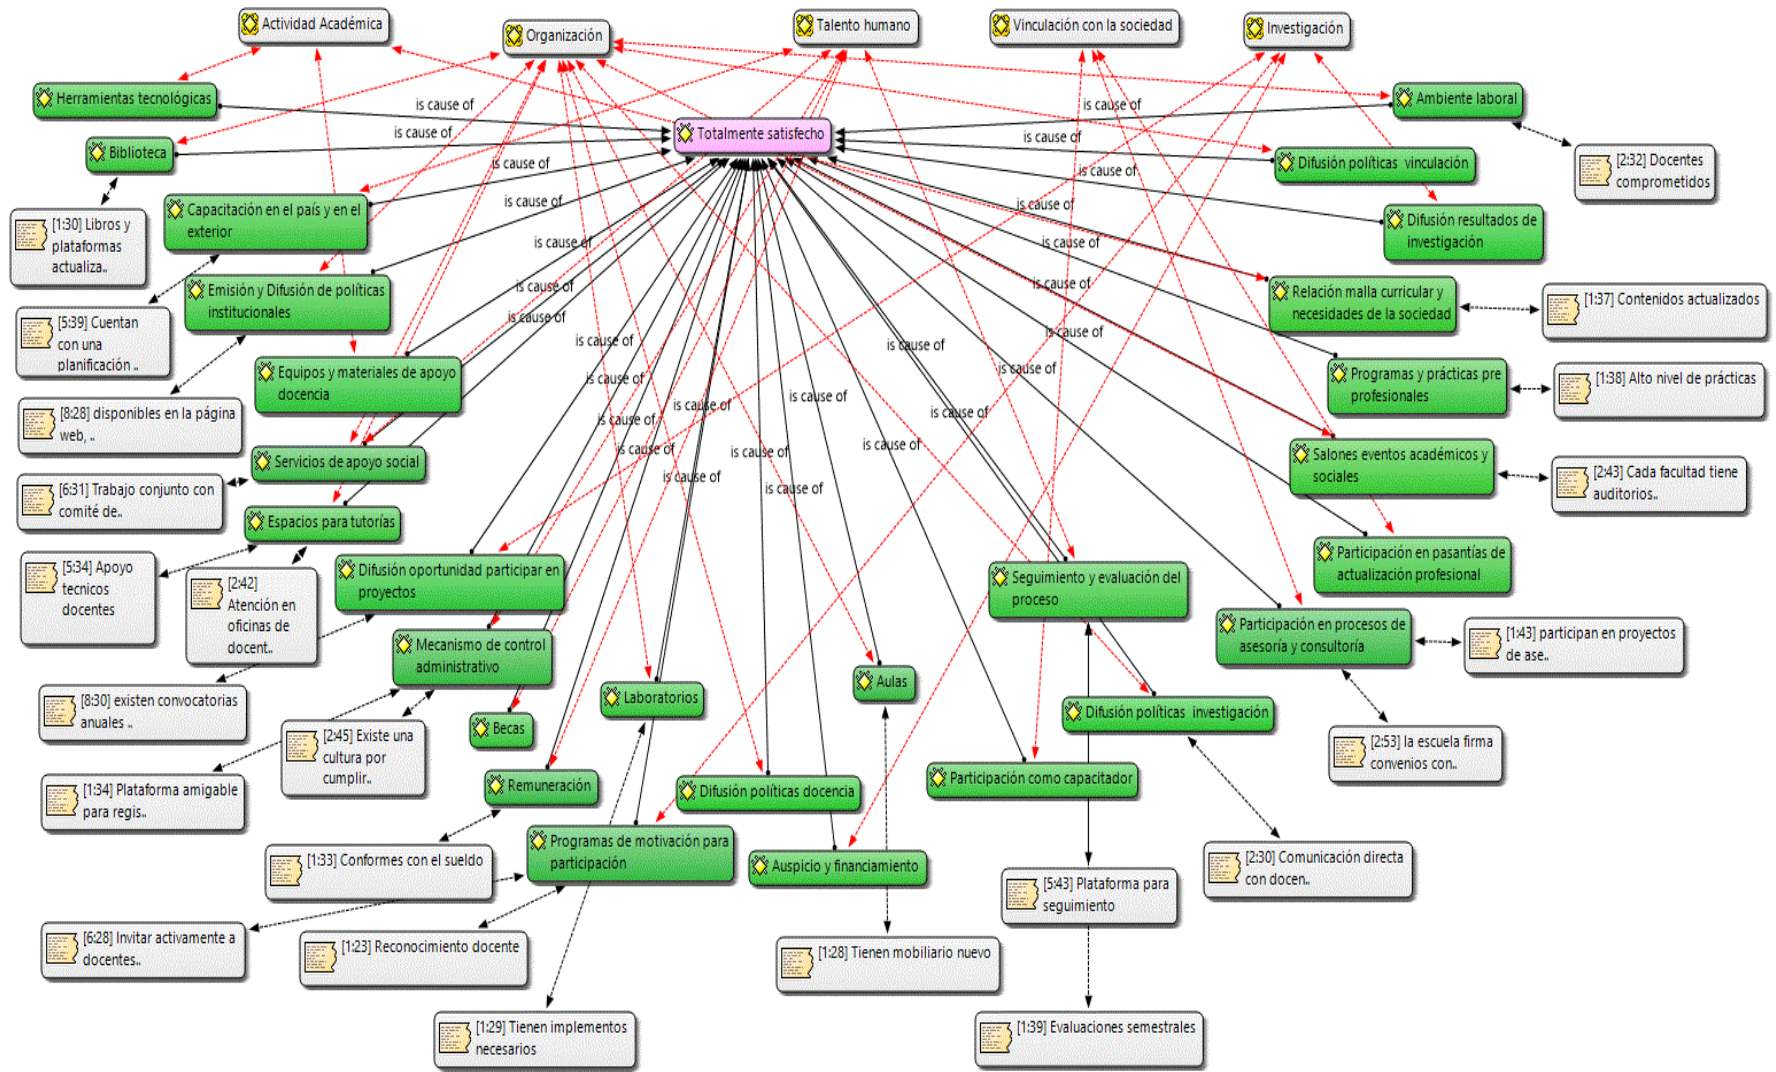 Actividad Académica
Organización
Talento humano
Vinculación con la sociedad
Investigación
Herramientas tecnológicas
is cause of
is cause of
Ambiente laboral
Totalmente satisfecho
is cause of
is cause of
Biblioteca
is cause of
Difusión políticas vinculación
[2:32] Docentes
comprometidos
is cause of
[1:30] Libros y
plataformas
actualiza..
Capacitación en el país y en el
exterior
is cause of
Difusión resultados de
investigación
is cause of
is cause of
[5:39] Cuentan
con una
planificación ..
Emisión y Difusión de políticas
institucionales
is cause of
is cause of
Relación malla curricular y
necesidades de la sociedad
[1:37] Contenidos actualizados
is cause of
is cause of
[8:28] disponibles en la página
web, ..
Equipos y materiales de apoyo
docencia
is cause of
is cause of
is cause of
Programas y prácticas pre
profesionales
[1:38] Alto nivel de prácticas
is cause of
is cause of
is cause of
is cause of
is cause of
Servicios de apoyo social
is cause of
is cause of
is cause of
Salones eventos académicos y
sociales
[2:43] Cada facultad tiene
auditorios..
[6:31] Trabajo conjunto con
comité de..
is cause of
is cause of
Espacios para tutorías
Participación en pasantías de
actualización profesional
[5:34] Apoyo
tecnicos
docentes
[2:42]
Atención en
oficinas de
docent..
Difusión oportunidad participar en
proyectos
Seguimiento y evaluación del
proceso
Participación en procesos de
asesoría y consultoría
[1:43] participan en proyectos
de ase..
Mecanismo de control
administrativo
[8:30] existen convocatorias
anuales ..
Laboratorios
Aulas
Difusión políticas investigación
Becas
[2:45] Existe una
cultura por
cumplir..
[2:53] la escuela firma
convenios con..
[1:34] Plataforma amigable
para regis..
Remuneración
Difusión políticas docencia
Participación como capacitador
[1:33] Conformes con el sueldo
Programas de motivación para
participación
Auspicio y financiamiento
[2:30] Comunicación directa
con docen..
[5:43] Plataforma para
seguimiento
[6:28] Invitar activamente a
docentes..
[1:23] Reconocimiento docente
[1:28] Tienen mobiliario nuevo
[1:29] Tienen implementos
necesarios
[1:39] Evaluaciones semestrales